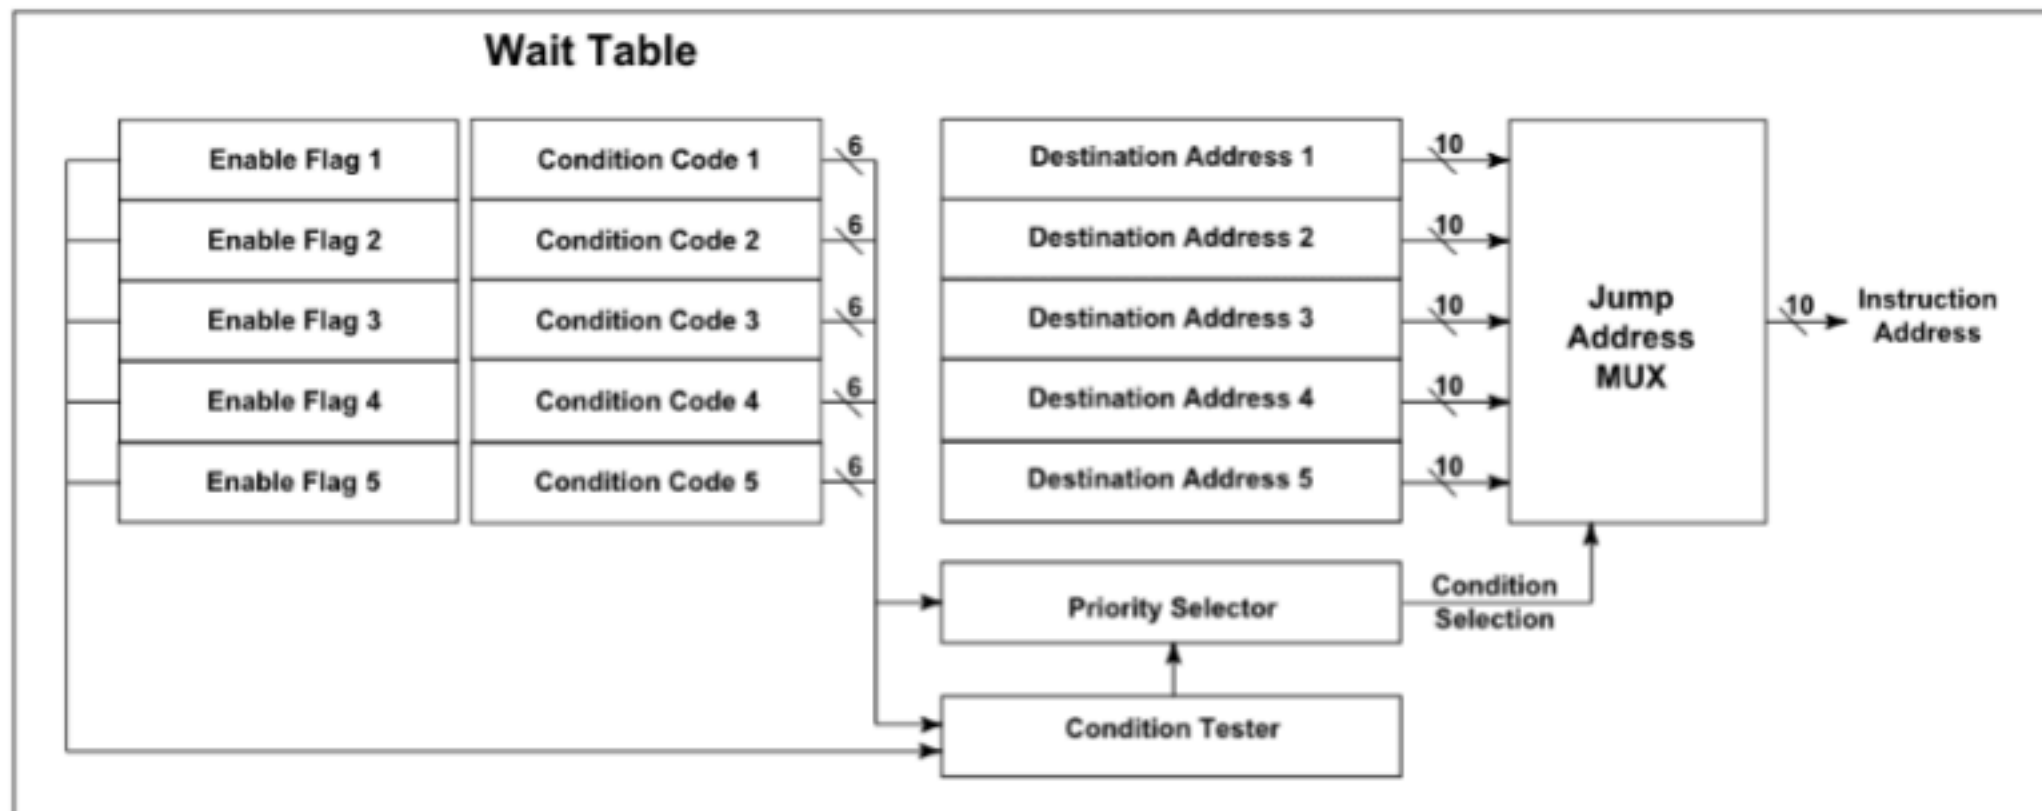 Wait Table
Enable Flag 1
Condition Code 1
6
Destination Address 1
10
Enable Flag 2
Condition Code 2
6
Destination Address 2
10
Enable Flag 3
Condition Code 3
6
Destination Address 3
10
Enable Flag 4
Condition Code 4
6
Destination Address 4
10
Enable Flag 5
Condition Code 5
6
Destination Address 5
10
Jump
Address
MUX
10
Instruction
Address
Priority Selector
Condition
Selection
Condition Tester